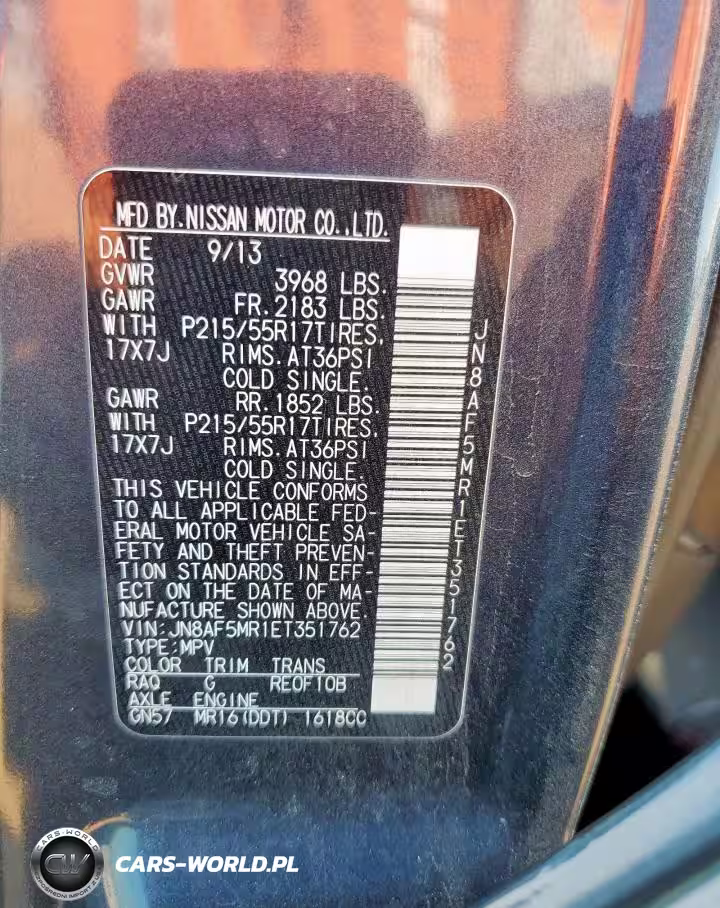 MFD BY.NISSAN MOTOR CO.,LTD.
DATE 9/13
GVWR 3968 LBS.
GAWR FR.2183 LBS.
WITH P215/55R17TIRES,
17X7J RIMS.AT36PSI
COLD SINGLE.
GAWR RR.1852 LBS.
WITH P215/55R17TIRES,
17X7J RIMS.AT36PSI
COLD SINGLE.
THIS VEHICLE CONFORMS
TO ALL APPLICABLE FED-
ERAL MOTOR VEHICLE SA-
FETY AND THEFT PREVEN-
TION STANDARDS IN EFF-
ECT ON THE DATE OF MA-
NUFACTURE SHOWN ABOVE.
VIN:JN8AF5MR1ET351762
TYPE:MPV
COLOR TRIM TRANS
RAQ G RE0F10B
AXLE ENGINE
GN57 MR16(DDT) 1618CC
JN8AF5MR1ET351762
CARS-WORLD
CW
CARS-WORLD.PL